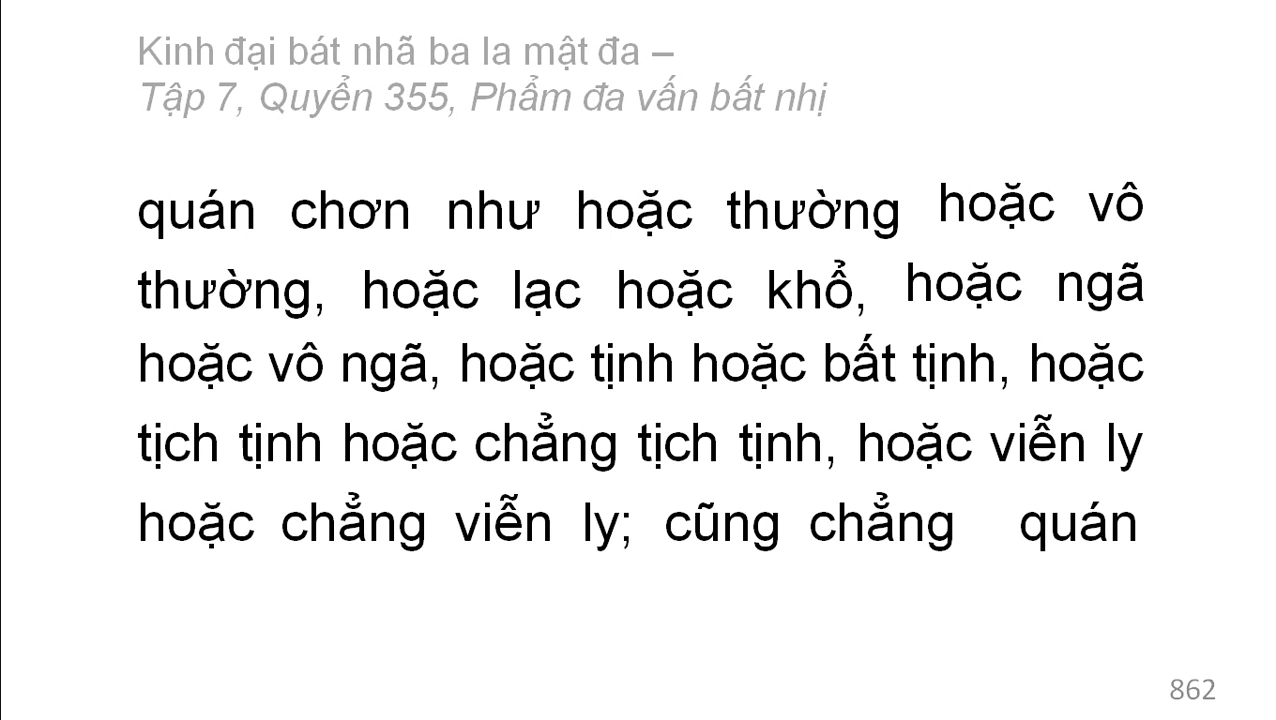 Kinh đại bát nhã ba la mật đa –
Tập 7, Quyển 355, Phẩm đa vấn bất nhị
quán chơn như hoặc thường hoặc vô
thường, hoặc lạc hoặc khổ, hoặc ngã
hoặc vô ngã, hoặc tịnh hoặc bất tịnh, hoặc
tịch tịnh hoặc chẳng tịch tịnh, hoặc viễn ly
hoặc chẳng viễn ly; cũng chẳng quán
862